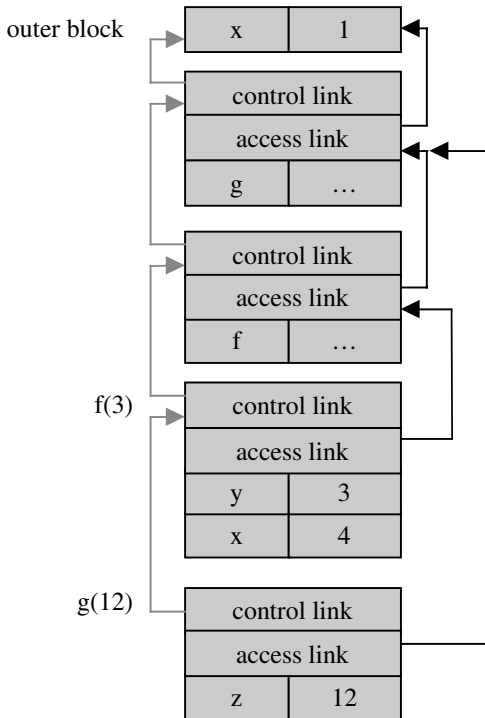 outer block x 1
control link
access link
g ...
control link
access link
f ...
f(3) control link
access link
y 3
x 4
g(12) control link
access link
z 12